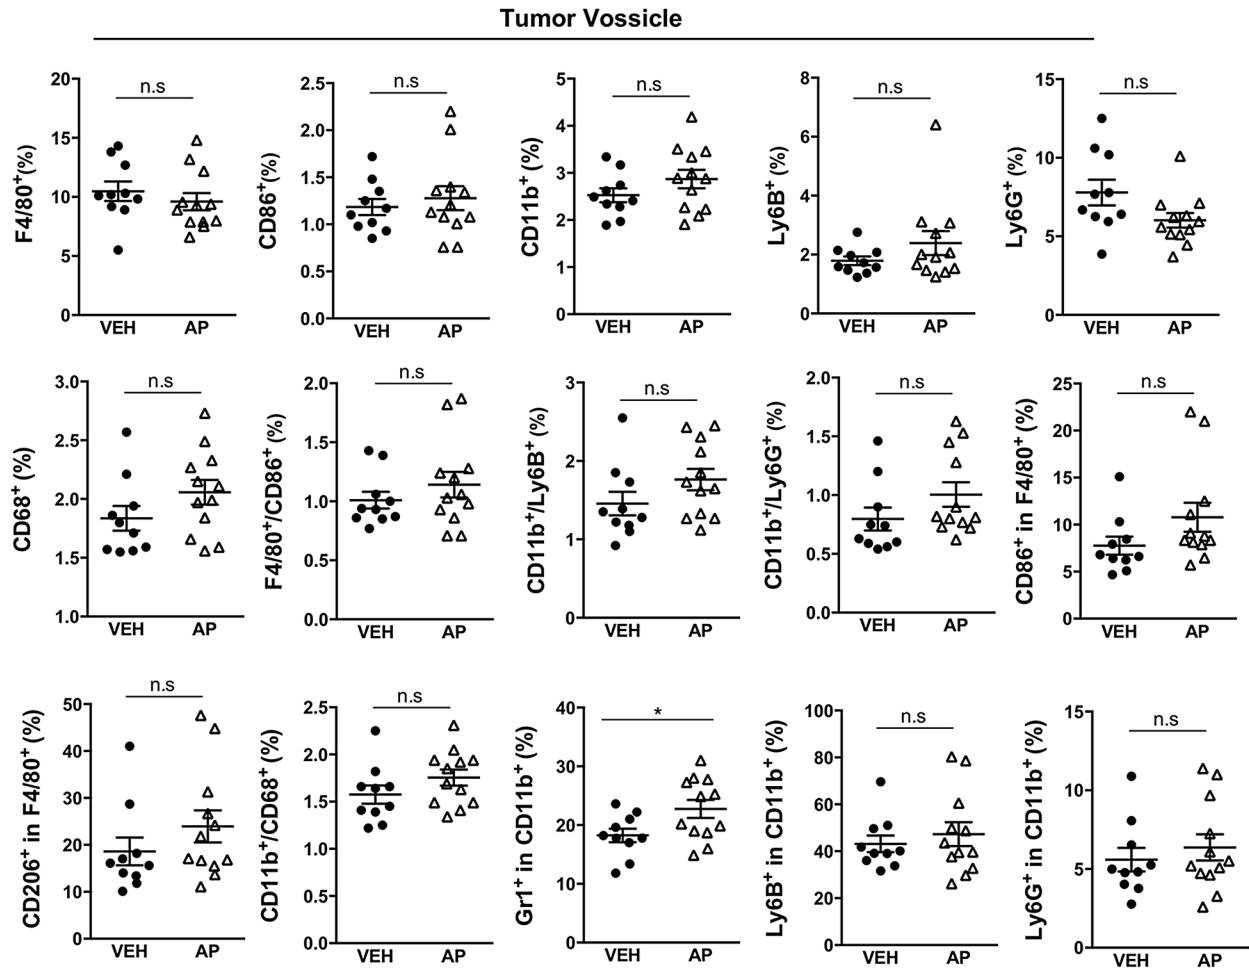 Tumor Vossicle
F4/80⁺(%)
20
15
10
5
0
n.s
VEH AP
CD86⁺(%)
2.5
2.0
1.5
1.0
0.5
0.0
n.s
VEH AP
CD11b⁺ (%)
5
4
3
2
1
0
n.s
VEH AP
Ly6B⁺ (%)
8
6
4
2
0
n.s
VEH AP
Ly6G⁺ (%)
15
10
5
0
n.s
VEH AP
CD68⁺ (%)
3.0
2.5
2.0
1.5
1.0
n.s
VEH AP
F4/80⁺/CD86⁺ (%)
2.0
1.5
1.0
0.5
0.0
n.s
VEH AP
CD11b⁺/Ly6B⁺ (%)
3
2
1
0
n.s
VEH AP
CD11b⁺/Ly6G⁺ (%)
2.0
1.5
1.0
0.5
0.0
n.s
VEH AP
CD86⁺ in F4/80⁺ (%)
25
20
15
10
5
0
n.s
VEH AP
CD206⁺ in F4/80⁺ (%)
50
40
30
20
10
0
n.s
VEH AP
CD11b⁺/CD68⁺ (%)
2.5
2.0
1.5
1.0
0.5
0.0
n.s
VEH AP
Gr1⁺ in CD11b⁺ (%)
40
30
20
10
0
*
VEH AP
Ly6B⁺ in CD11b⁺ (%)
100
80
60
40
20
0
n.s
VEH AP
Ly6G⁺ in CD11b⁺ (%)
15
10
5
0
n.s
VEH AP